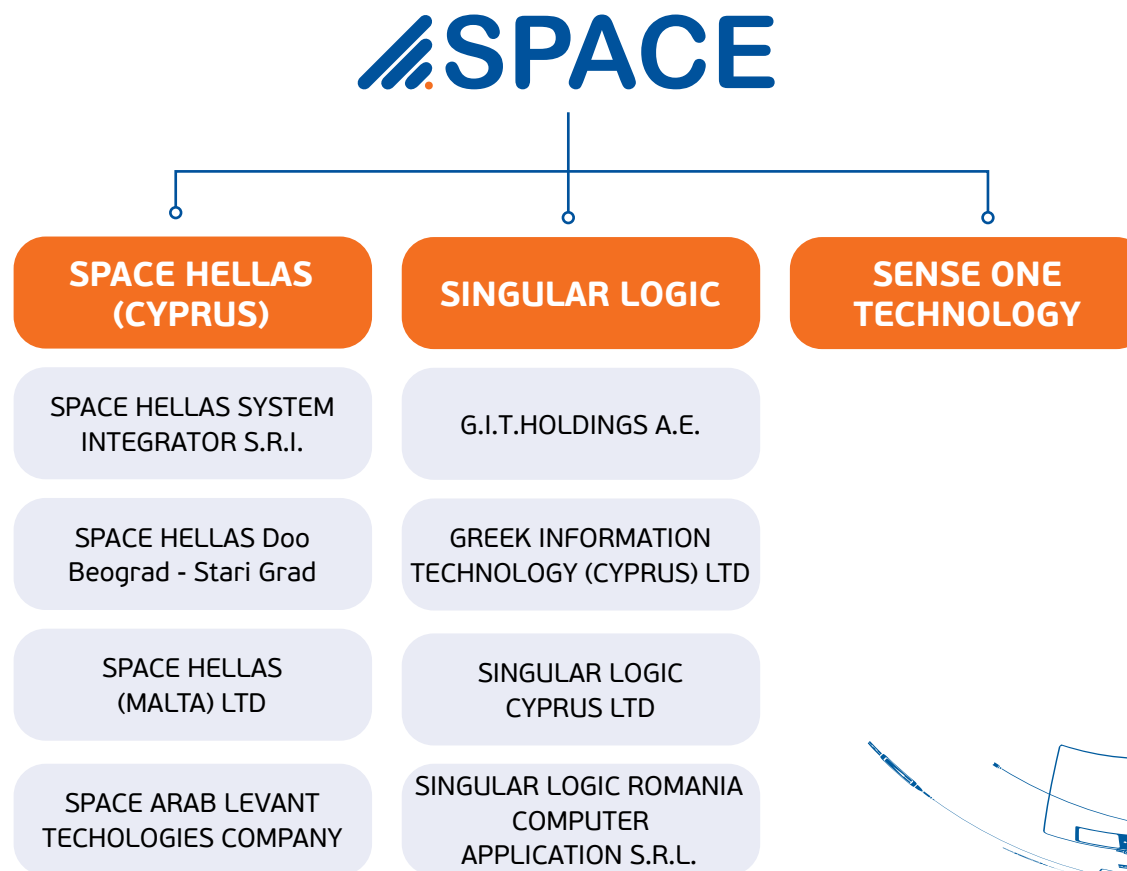 SPACE
SPACE HELLAS
(CYPRUS)
SPACE HELLAS SYSTEM
INTEGRATOR S.R.I.
SPACE HELLAS Doo
Beograd - Stari Grad
SPACE HELLAS
(MALTA) LTD
SPACE ARAB LEVANT
TECHOLOGIES COMPANY
SINGULAR LOGIC
G.I.T.HOLDINGS A.E.
GREEK INFORMATION
TECHNOLOGY (CYPRUS) LTD
SINGULAR LOGIC
CYPRUS LTD
SINGULAR LOGIC ROMANIA
COMPUTER
APPLICATION S.R.L.
SENSE ONE
TECHNOLOGY